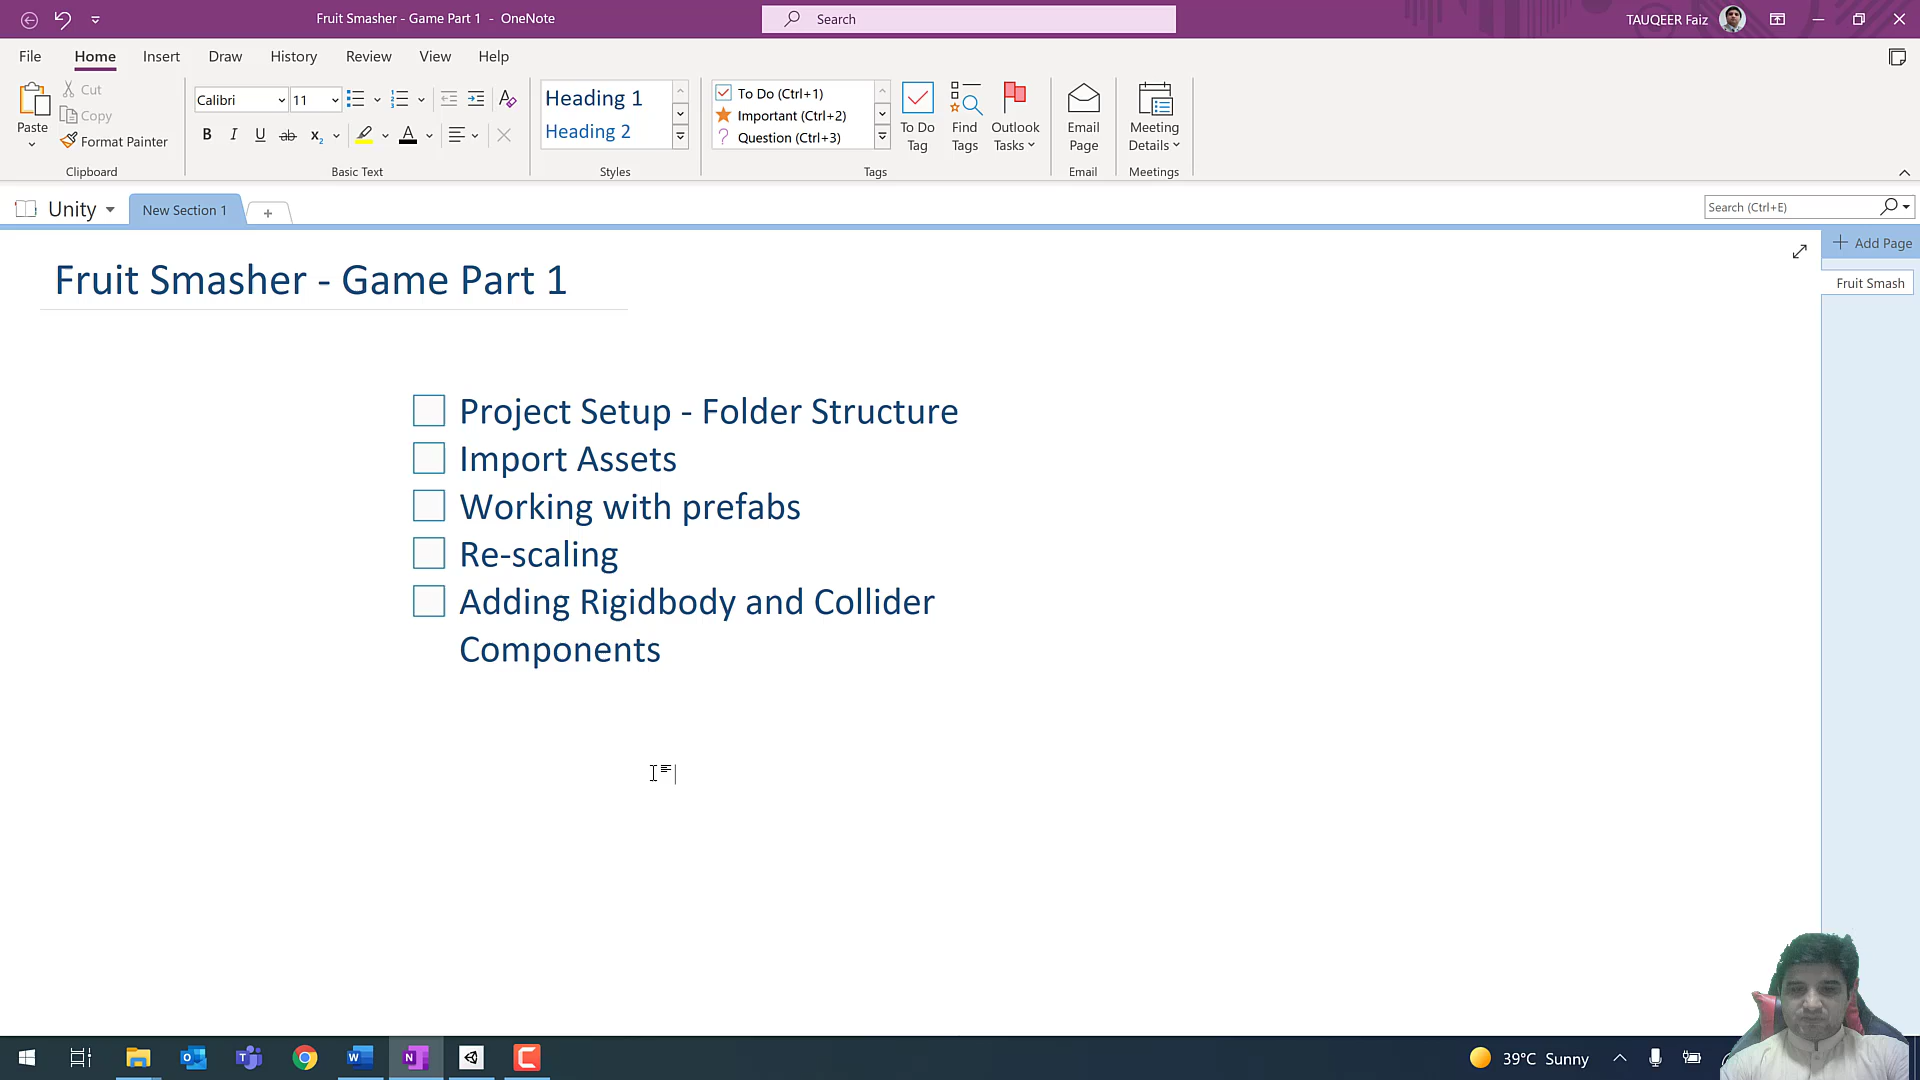 Fruit Smasher - Game Part 1 - OneNote
Search
TAUQEER Faiz
File Home Insert Draw History Review View Help
Paste
Cut
Copy
Format Painter
Clipboard
Calibri 11
B I U ab x₂ A
Basic Text
Heading 1
Heading 2
Styles
To Do (Ctrl+1)
Important (Ctrl+2)
Question (Ctrl+3)
To Do Tag
Find Tags
Outlook Tasks
Tags
Email Page
Email
Meeting Details
Meetings
Unity
New Section 1
Search (Ctrl+E)
Add Page
Fruit Smash
Fruit Smasher - Game Part 1
Project Setup - Folder Structure
Import Assets
Working with prefabs
Re-scaling
Adding Rigidbody and Collider
Components
39°C Sunny